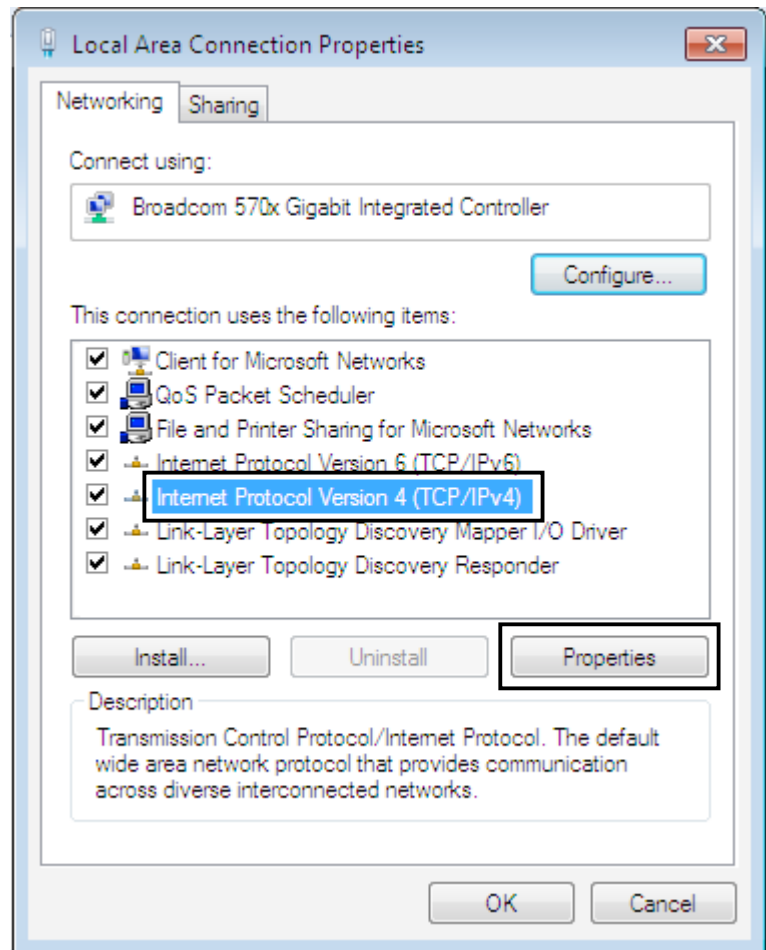 Local Area Connection Properties
Networking
Sharing
Connect using:
Broadcom 570x Gigabit Integrated Controller
Configure...
This connection uses the following items:
Client for Microsoft Networks
QoS Packet Scheduler
File and Printer Sharing for Microsoft Networks
Internet Protocol Version 6 (TCP/IPv6)
Internet Protocol Version 4 (TCP/IPv4)
Link-Layer Topology Discovery Mapper I/O Driver
Link-Layer Topology Discovery Responder
Install...
Uninstall
Properties
Description
Transmission Control Protocol/Internet Protocol. The default
wide area network protocol that provides communication
across diverse interconnected networks.
OK
Cancel